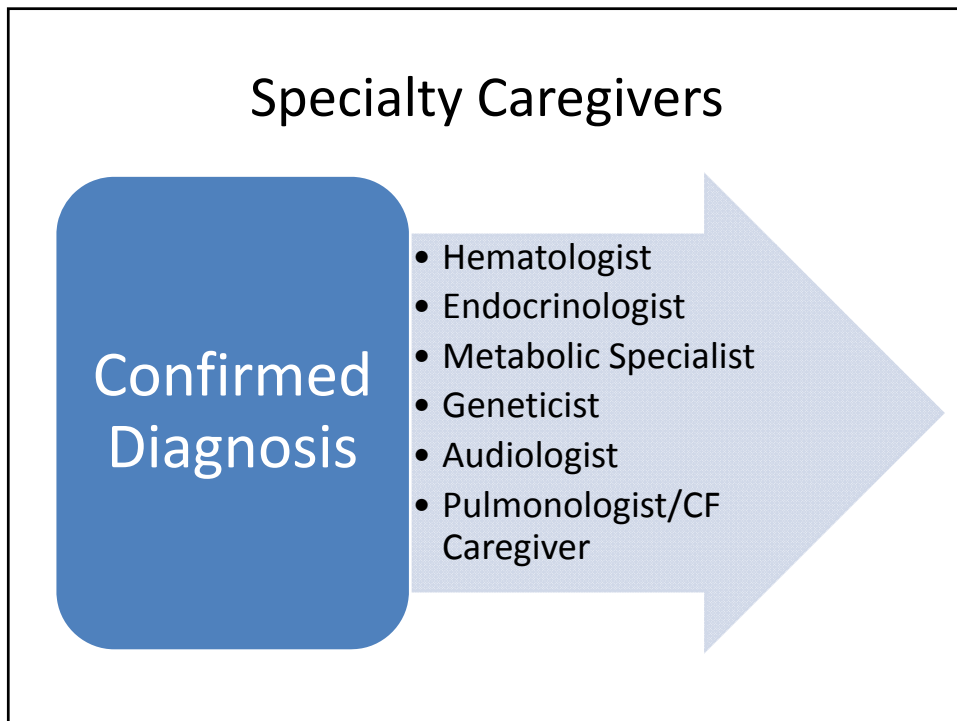 Specialty Caregivers
Confirmed
Diagnosis
• Hematologist
• Endocrinologist
• Metabolic Specialist
• Geneticist
• Audiologist
• Pulmonologist/CF
Caregiver